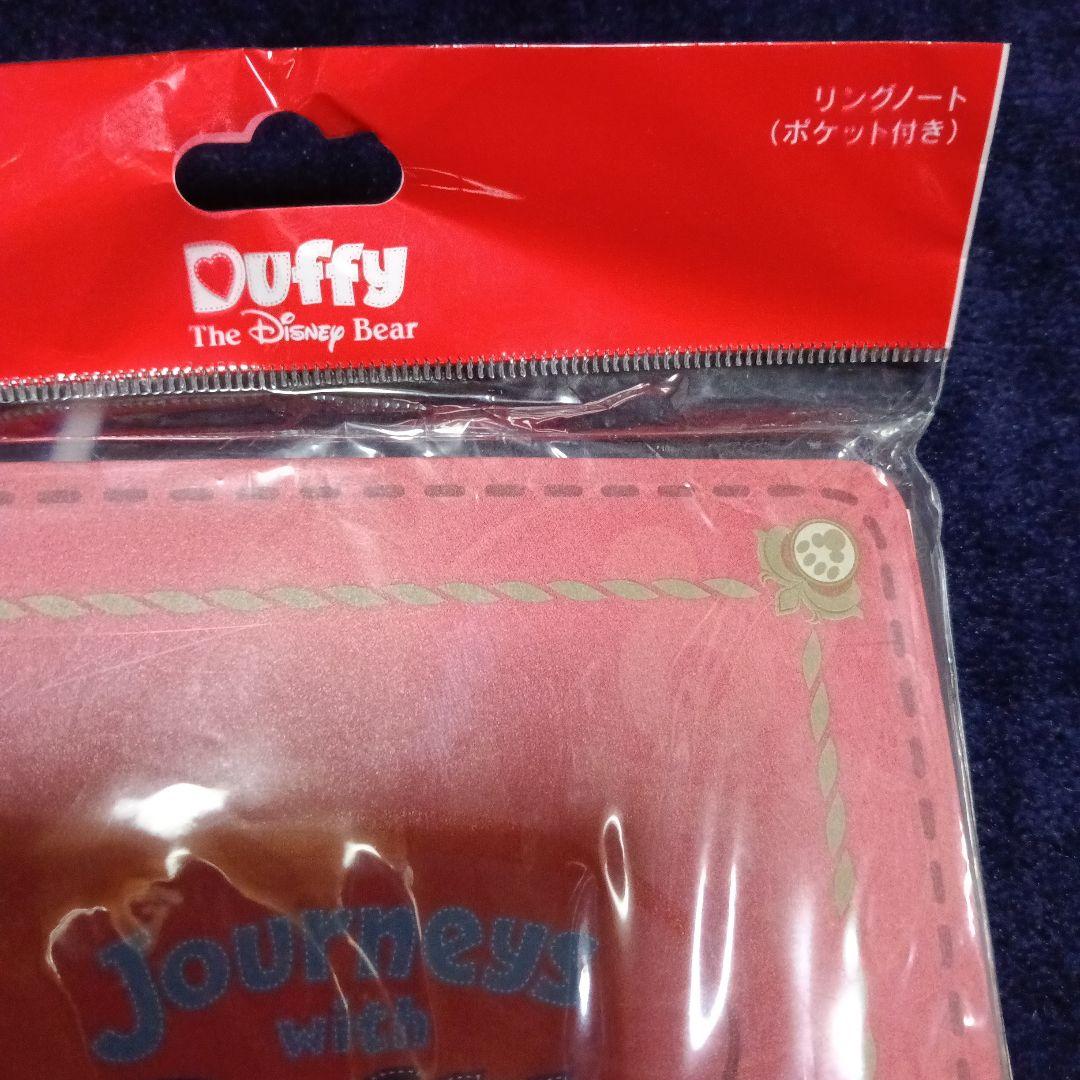 リングノート
(ポケット付き)
Duffy
The Disney Bear
Journeys
with